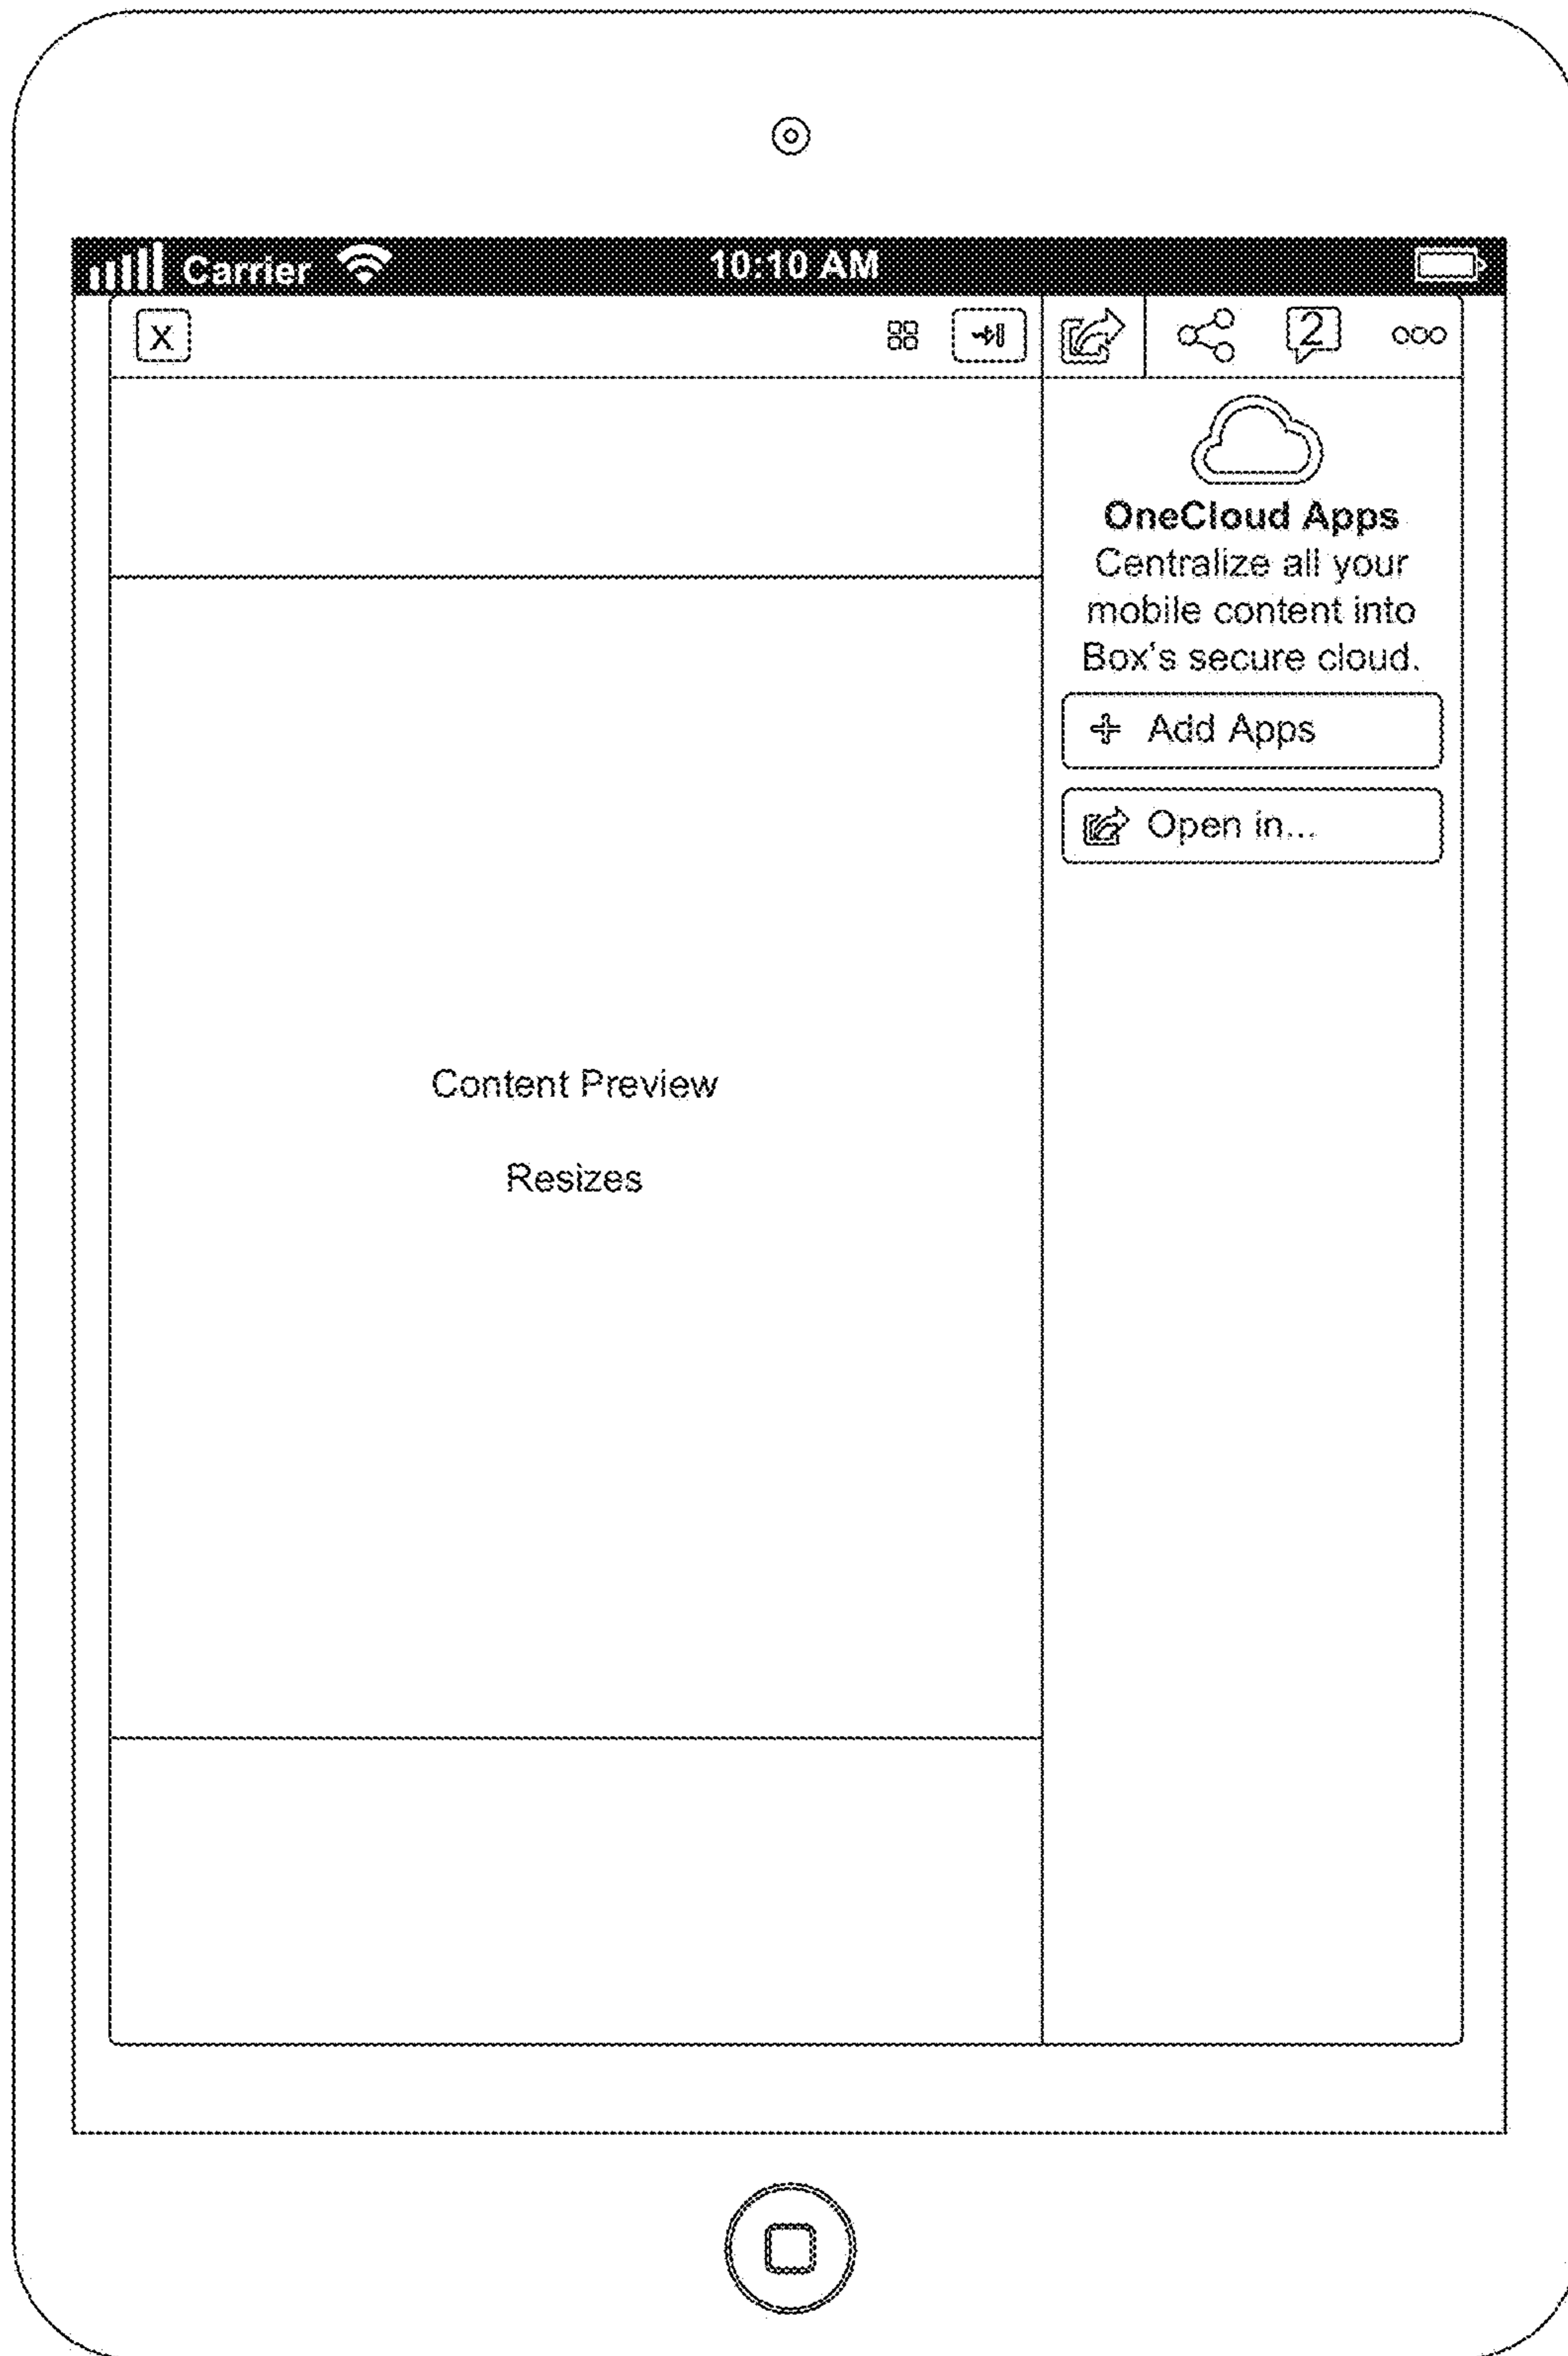 Carrier
10:10 AM
X
2
OneCloud Apps
Centralize all your
mobile content into
Box's secure cloud.
+ Add Apps
Open in...
Content Preview
Resizes